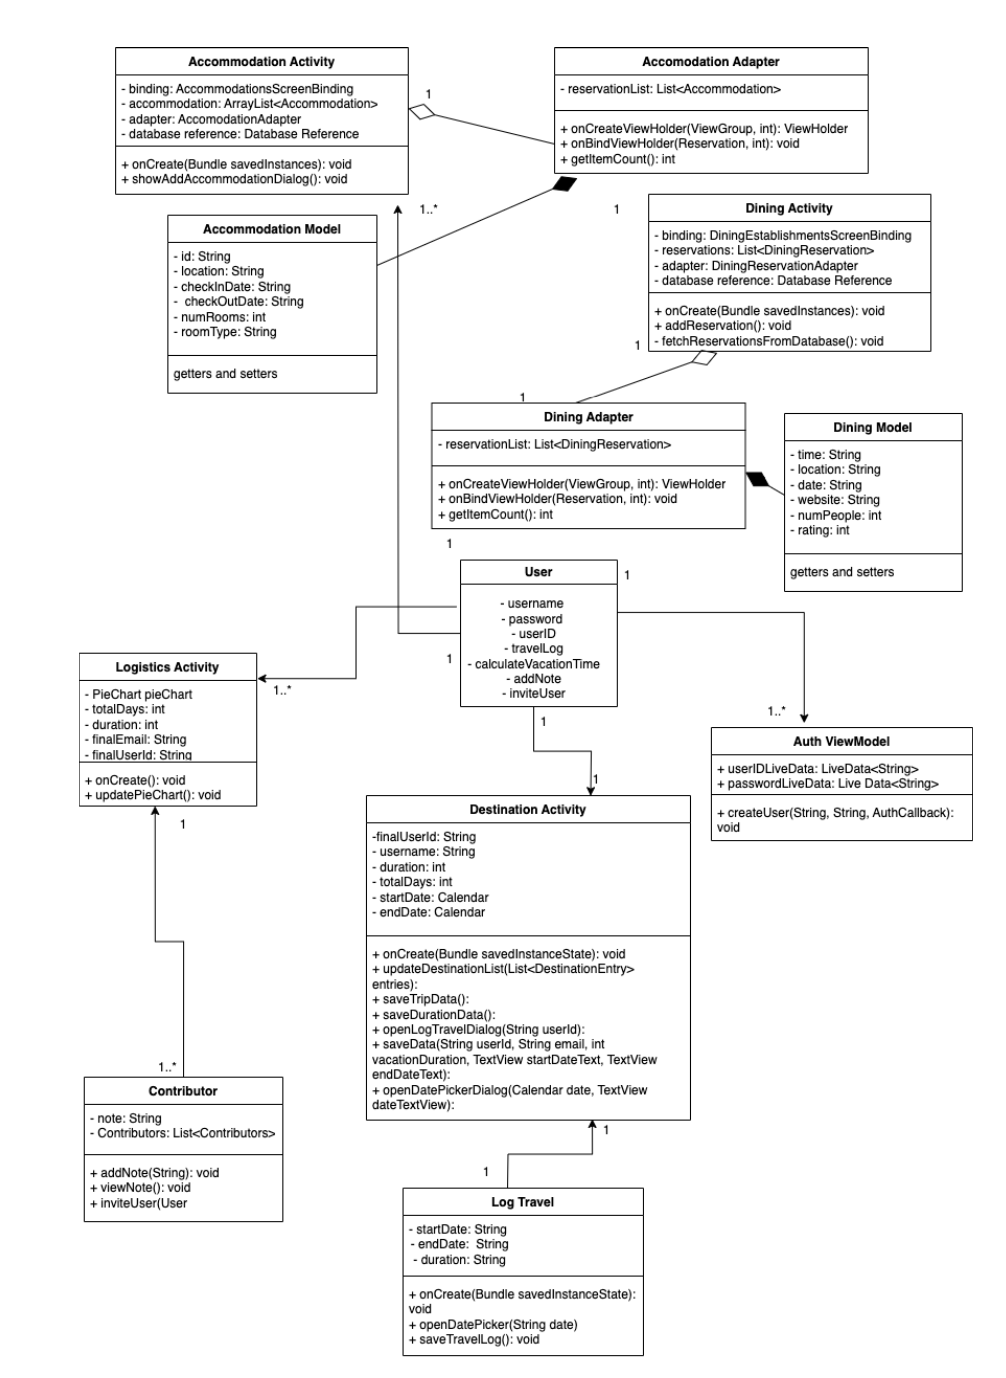 Accommodation Activity
- binding: AccommodationsScreenBinding
- accommodation: ArrayList<Accommodation>
- adapter: AccomodationAdapter
- database reference: Database Reference
+ onCreate(Bundle savedInstances): void
+ showAddAccommodationDialog(): void
1
Accomodation Adapter
- reservationList: List<Accommodation>
+ onCreateViewHolder(ViewGroup, int): ViewHolder
+ onBindViewHolder(Reservation, int): void
+ getItemCount(): int
1..*
1
Accommodation Model
- id: String
- location: String
- checkInDate: String
- checkOutDate: String
- numRooms: int
- roomType: String
getters and setters
Dining Activity
- binding: DiningEstablishmentsScreenBinding
- reservations: List<DiningReservation>
- adapter: DiningReservationAdapter
- database reference: Database Reference
+ onCreate(Bundle savedInstances): void
+ addReservation(): void
- fetchReservationsFromDatabase(): void
1
1
Dining Adapter
- reservationList: List<DiningReservation>
+ onCreateViewHolder(ViewGroup, int): ViewHolder
+ onBindViewHolder(Reservation, int): void
+ getItemCount(): int
Dining Model
- time: String
- location: String
- date: String
- website: String
- numPeople: int
- rating: int
getters and setters
1
User
1
- username
- password
- userID
- travelLog
- calculateVacationTime
- addNote
- inviteUser
1
1
Logistics Activity
1..*
- PieChart pieChart
- totalDays: int
- duration: int
- finalEmail: String
- finalUserId: String
+ onCreate(): void
+ updatePieChart(): void
1
1..*
Auth ViewModel
+ userIDLiveData: LiveData<String>
+ passwordLiveData: Live Data<String>
+ createUser(String, String, AuthCallback):
void
1
Destination Activity
-finalUserId: String
- username: String
- duration: int
- totalDays: int
- startDate: Calendar
- endDate: Calendar
+ onCreate(Bundle savedInstanceState): void
+ updateDestinationList(List<DestinationEntry>
entries):
+ saveTripData():
+ saveDurationData():
+ openLogTravelDialog(String userId):
+ saveData(String userId, String email, int
vacationDuration, TextView startDateText, TextView
endDateText):
+ openDatePickerDialog(Calendar date, TextView
dateTextView):
1..*
Contributor
- note: String
- Contributors: List<Contributors>
+ addNote(String): void
+ viewNote(): void
+ inviteUser(User
1
1
Log Travel
- startDate: String
- endDate: String
- duration: String
+ onCreate(Bundle savedInstanceState):
void
+ openDatePicker(String date)
+ saveTravelLog(): void